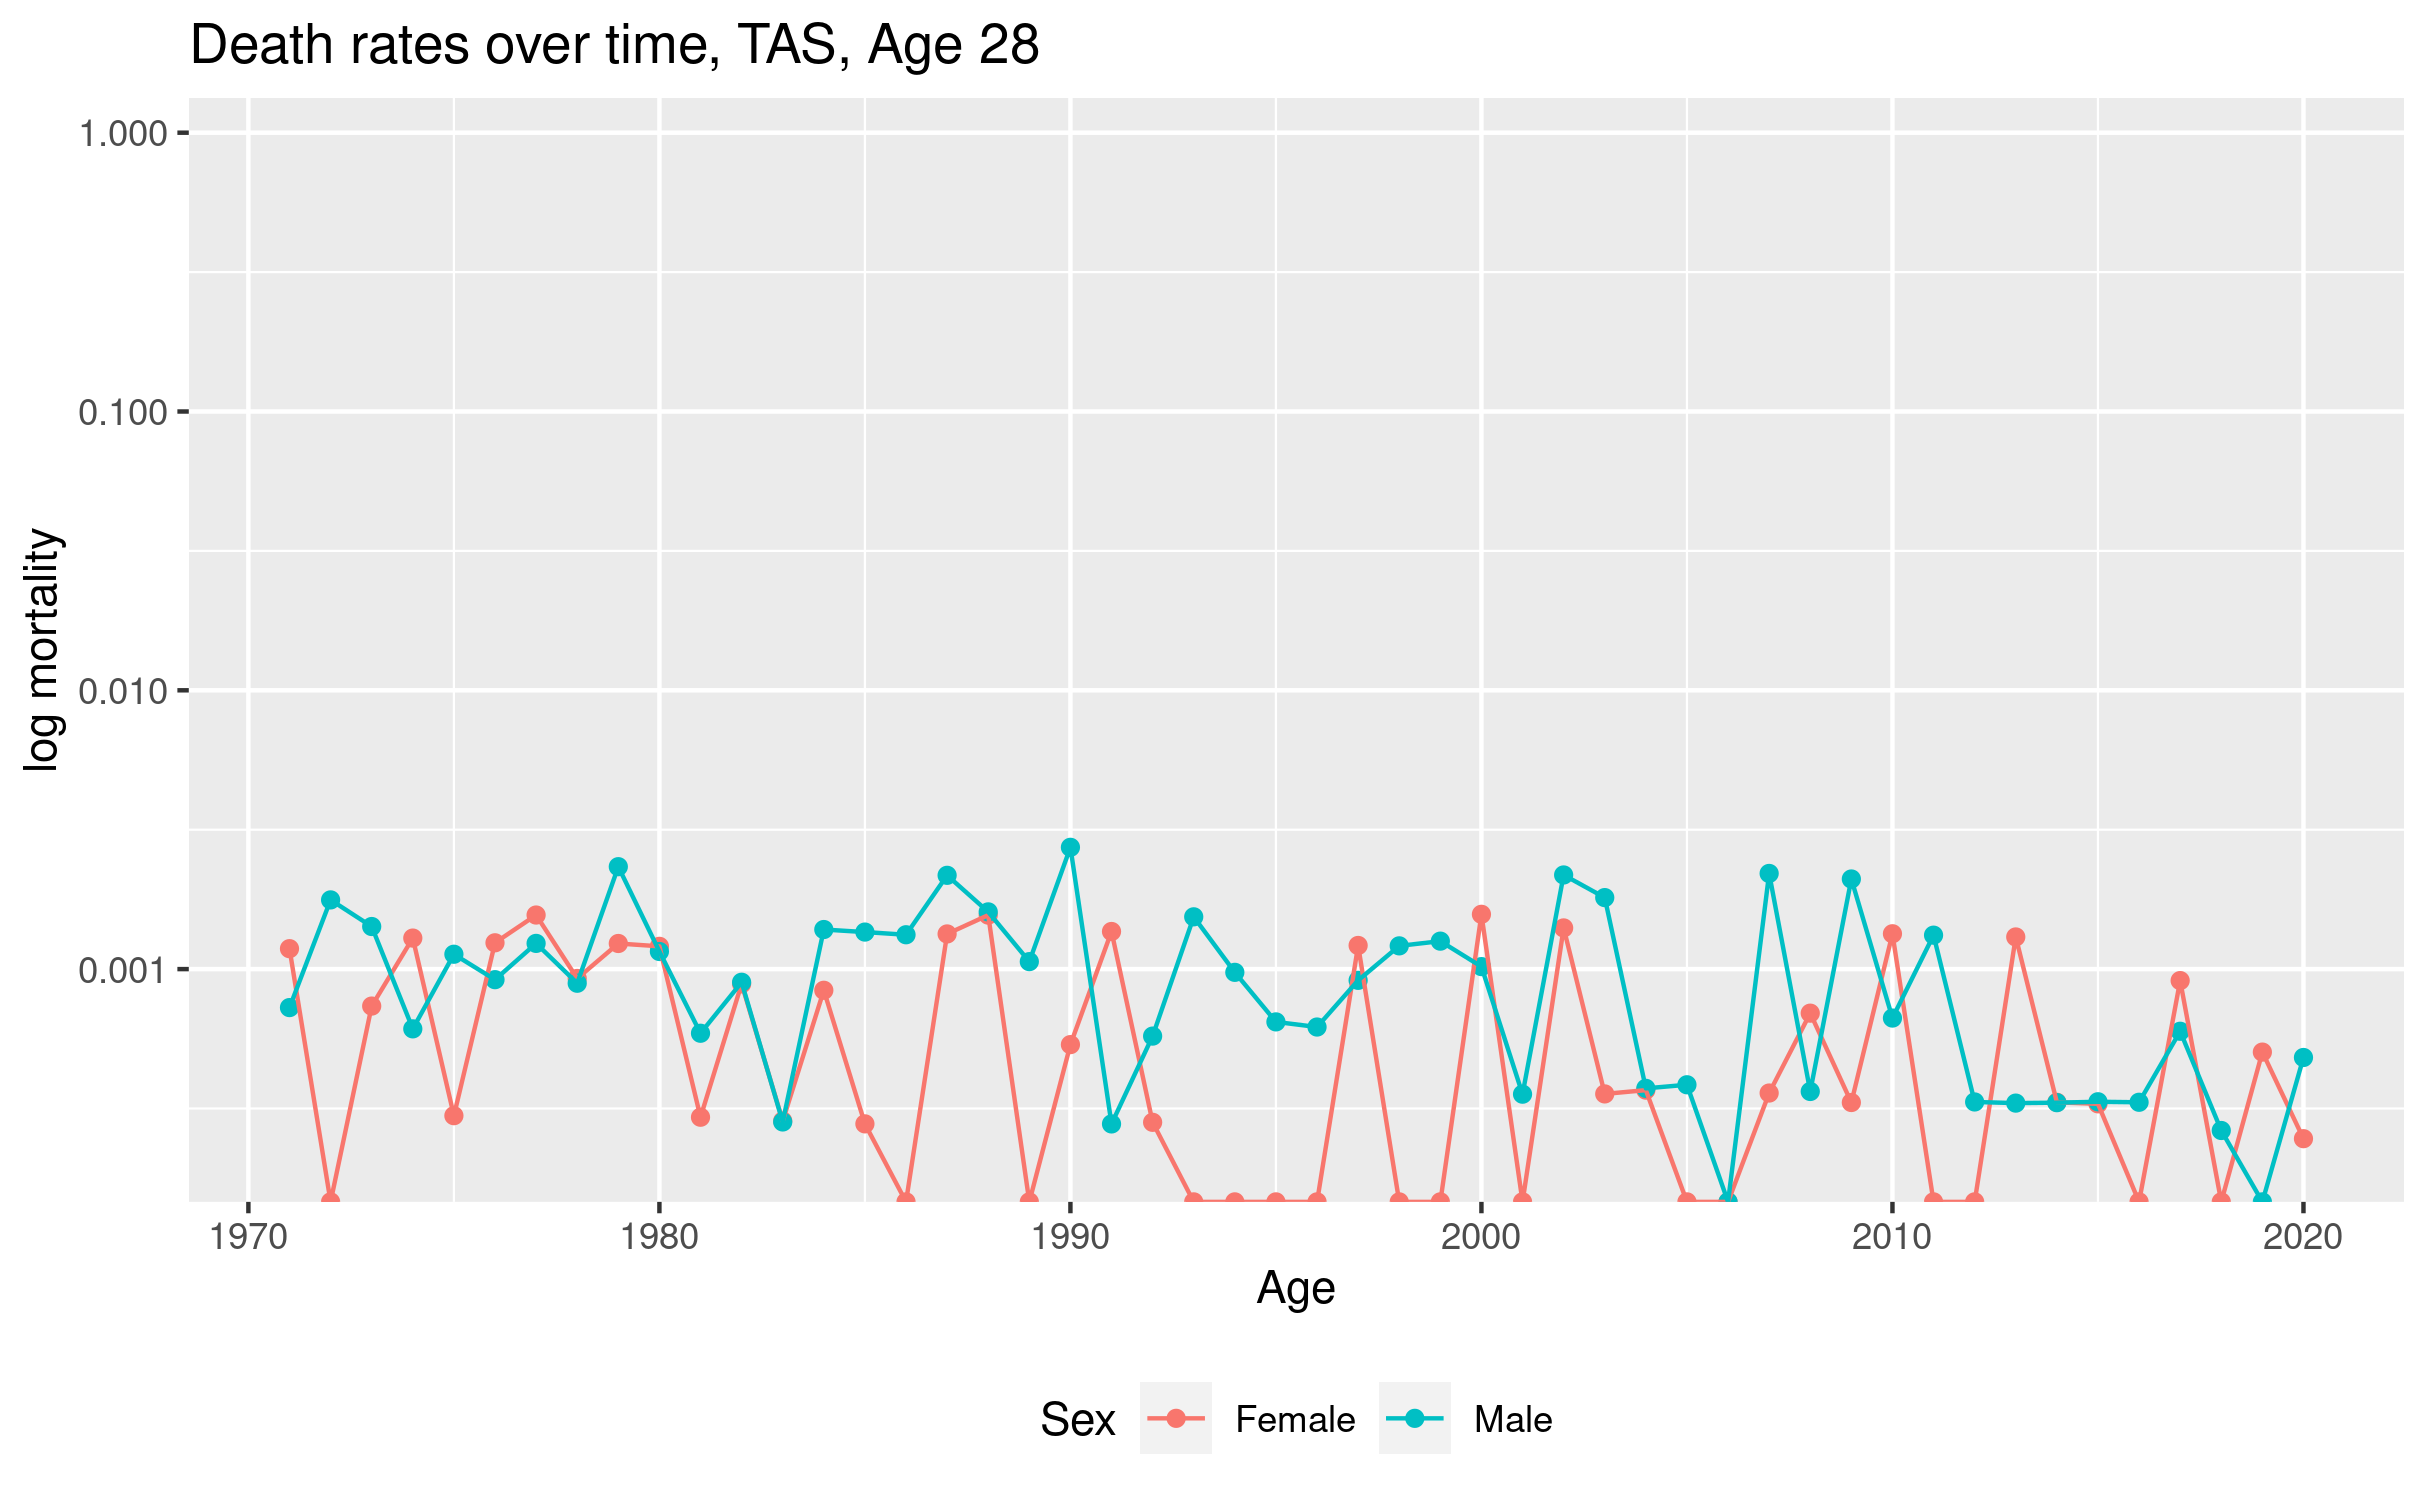 Death rates over time, TAS, Age 28
log mortality
1.000
0.100
0.010
0.001
1970 1980 1990 2000 2010 2020
Age
Sex Female Male